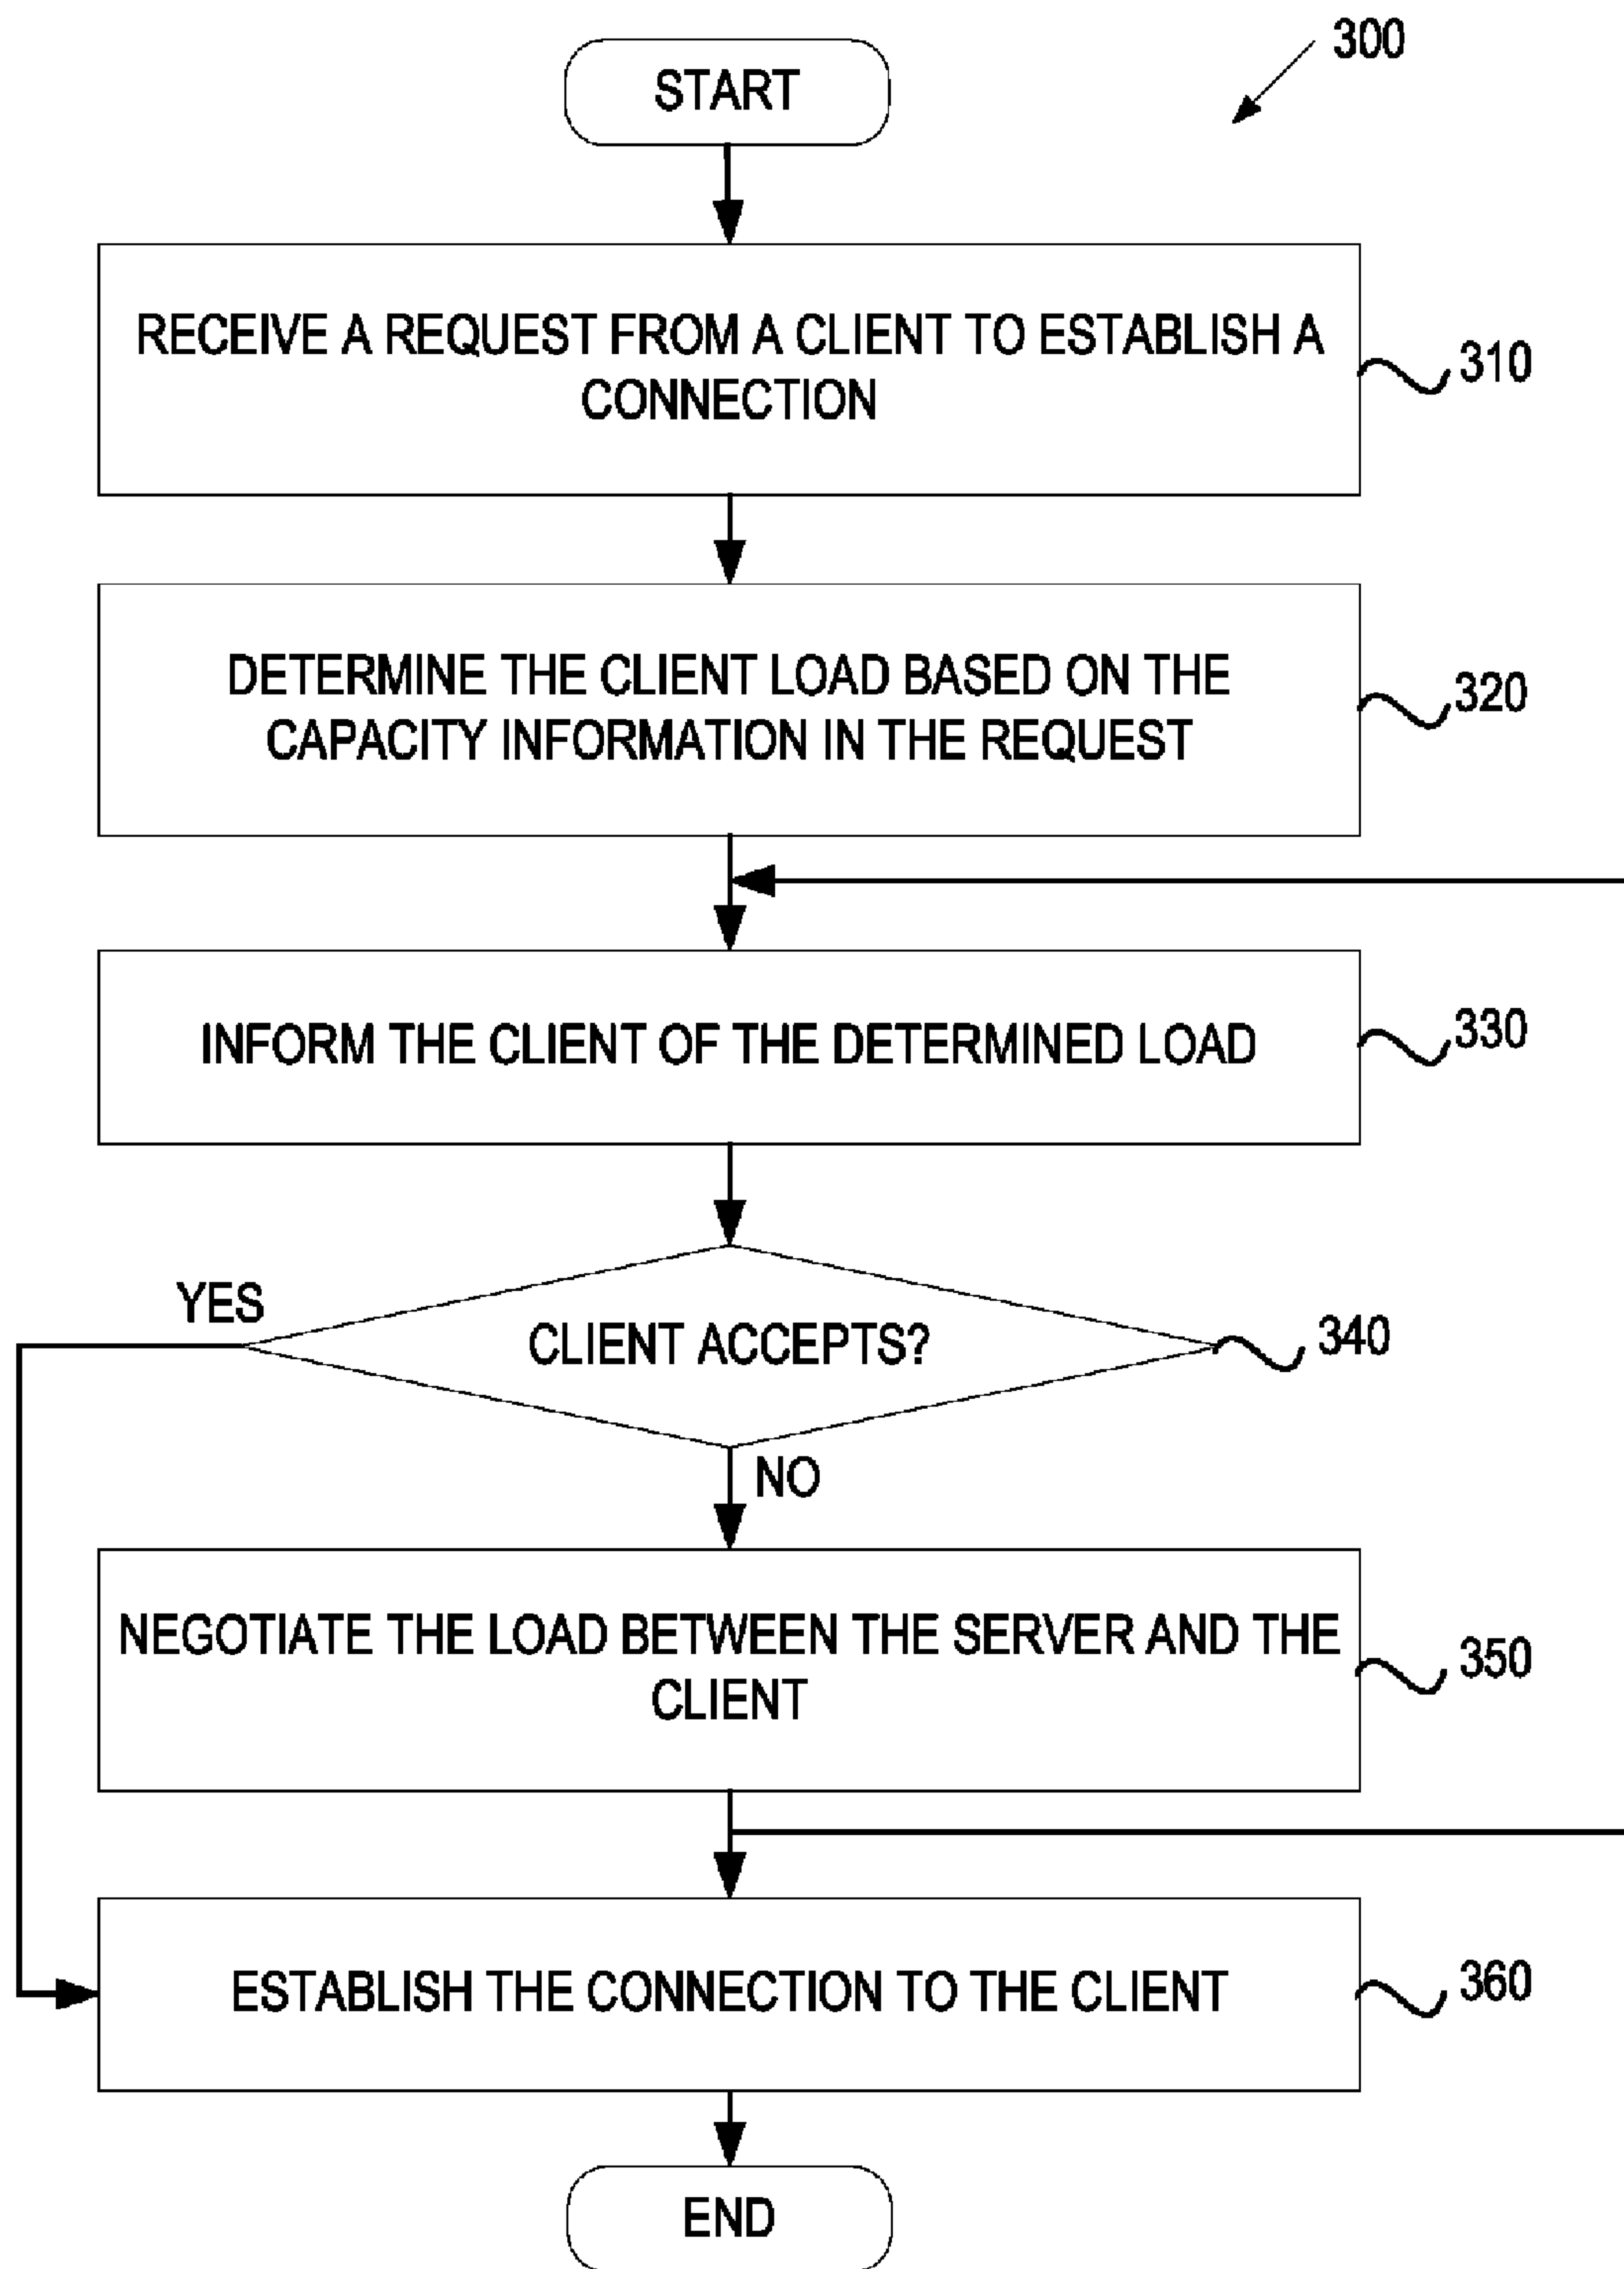 300
START
RECEIVE A REQUEST FROM A CLIENT TO ESTABLISH A
CONNECTION
310
DETERMINE THE CLIENT LOAD BASED ON THE
CAPACITY INFORMATION IN THE REQUEST
320
INFORM THE CLIENT OF THE DETERMINED LOAD
330
YES
CLIENT ACCEPTS?
340
NO
NEGOTIATE THE LOAD BETWEEN THE SERVER AND THE
CLIENT
350
ESTABLISH THE CONNECTION TO THE CLIENT
360
END